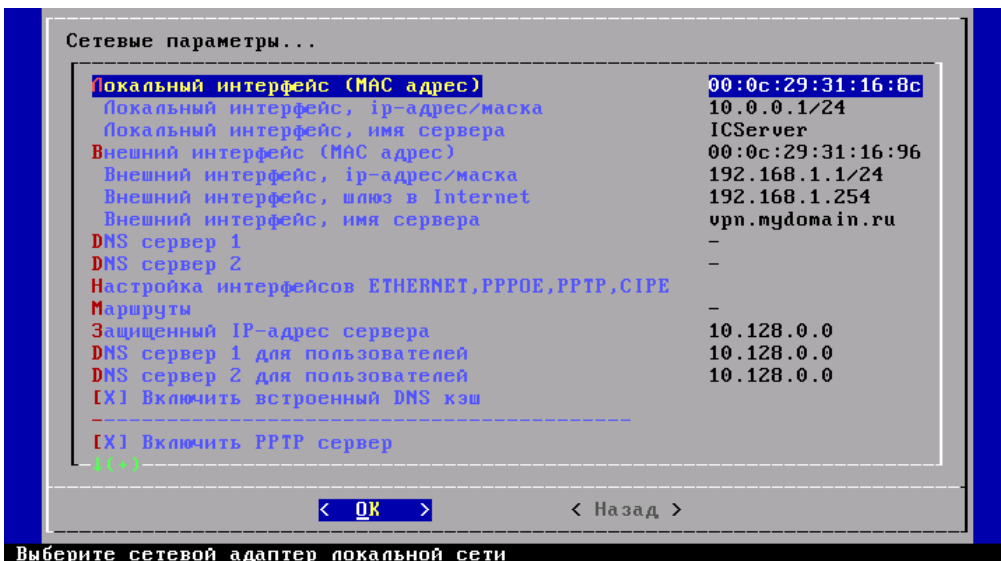 Сетевые параметры...
Локальный интерфейс (MAC адрес) 00:0c:29:31:16:8c
Локальный интерфейс, ip-адрес/маска 10.0.0.1/24
Локальный интерфейс, имя сервера ICServer
Внешний интерфейс (MAC адрес) 00:0c:29:31:16:96
Внешний интерфейс, ip-адрес/маска 192.168.1.1/24
Внешний интерфейс, шлюз в Internet 192.168.1.254
Внешний интерфейс, имя сервера vpn.mydomain.ru
DNS сервер 1 -
DNS сервер 2 -
Настройка интерфейсов ETHERNET,PPPOE,PPTP,CIPE
Маршруты -
Защищенный IP-адрес сервера 10.128.0.0
DNS сервер 1 для пользователей 10.128.0.0
DNS сервер 2 для пользователей 10.128.0.0
[X] Включить встроенный DNS кэш
[X] Включить PPTP сервер
↓(+)
< OK > < Назад >
Выберите сетевой адаптер локальной сети